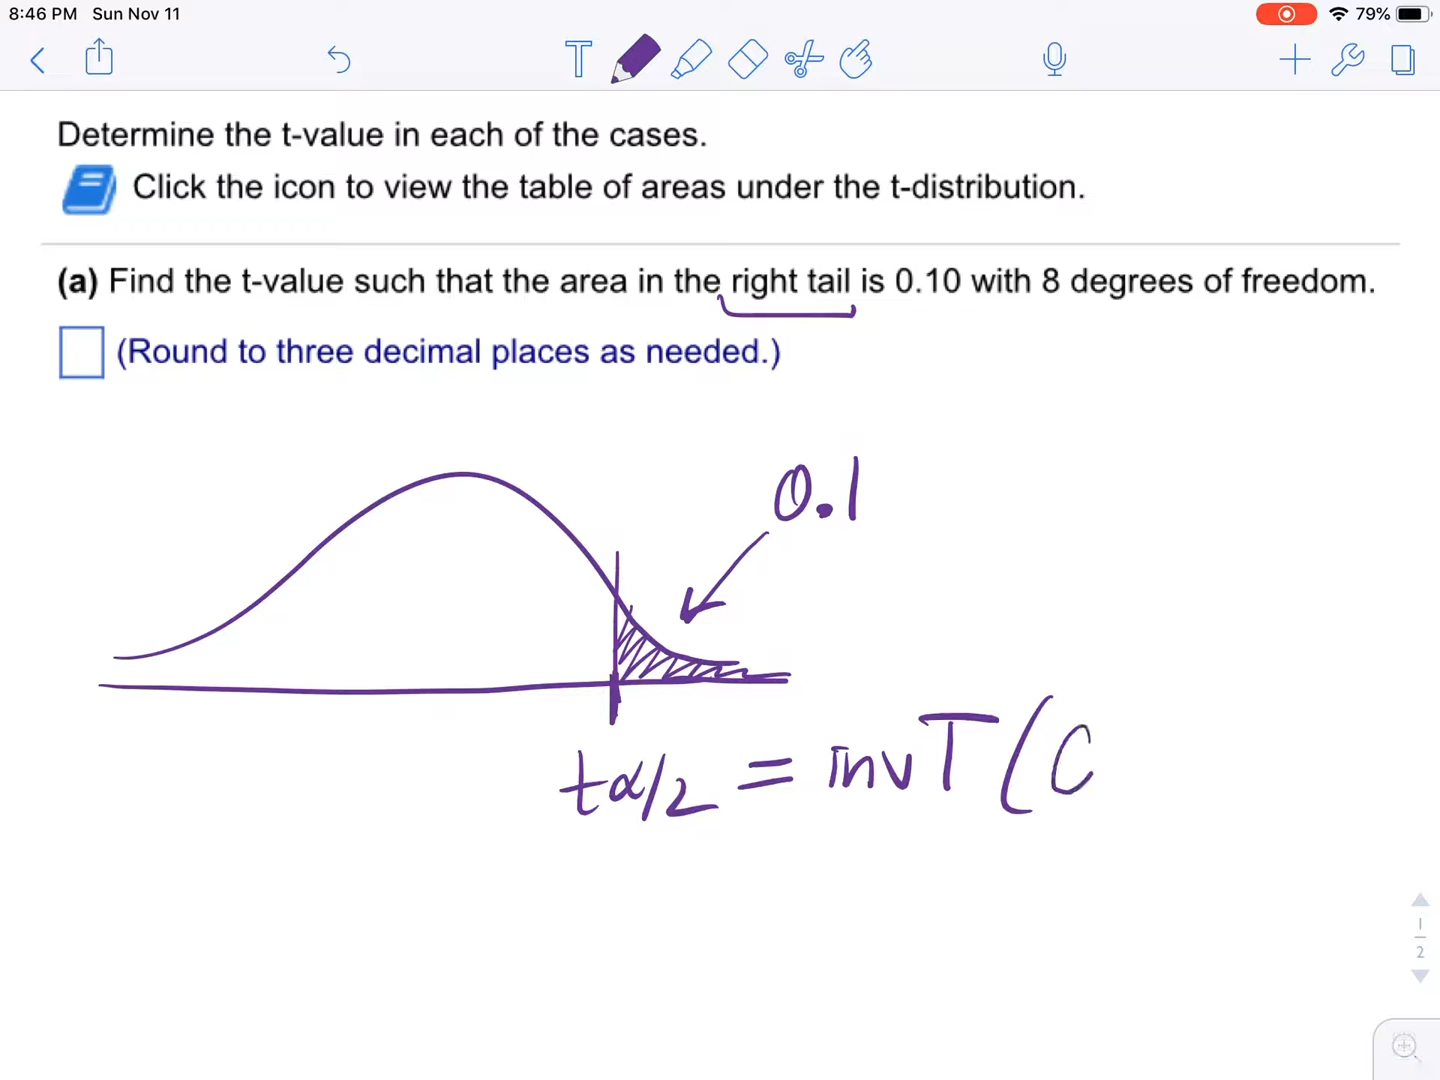 8:46 PM Sun Nov 11 79%
T
Determine the t-value in each of the cases.
Click the icon to view the table of areas under the t-distribution.
(a) Find the t-value such that the area in the right tail is 0.10 with 8 degrees of freedom.
(Round to three decimal places as needed.)
0.1
tα/2 = invT(0
1
2